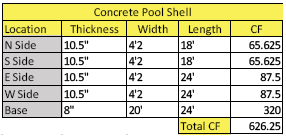 Concrete Pool Shell
Location Thickness Width Length CF
N Side 10.5" 4'2 18' 65.625
S Side 10.5" 4'2 18' 65.625
E Side 10.5" 4'2 24' 87.5
W Side 10.5" 4'2 24' 87.5
Base 8" 20' 24' 320
Total CF 626.25